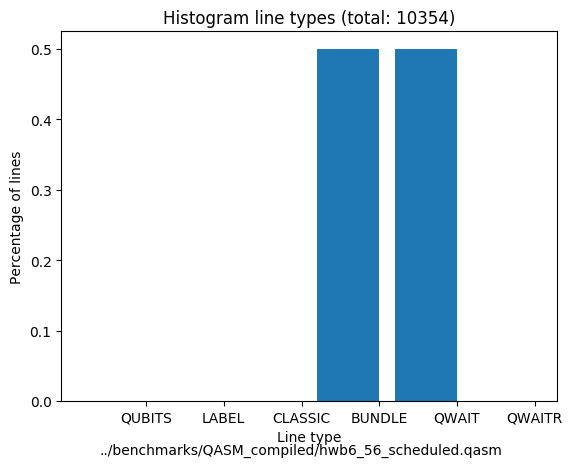 Histogram line types (total: 10354)
Percentage of lines
0.5
0.4
0.3
0.2
0.1
0.0
QUBITS LABEL CLASSIC BUNDLE QWAIT QWAITR
Line type
../benchmarks/QASM_compiled/hwb6_56_scheduled.qasm